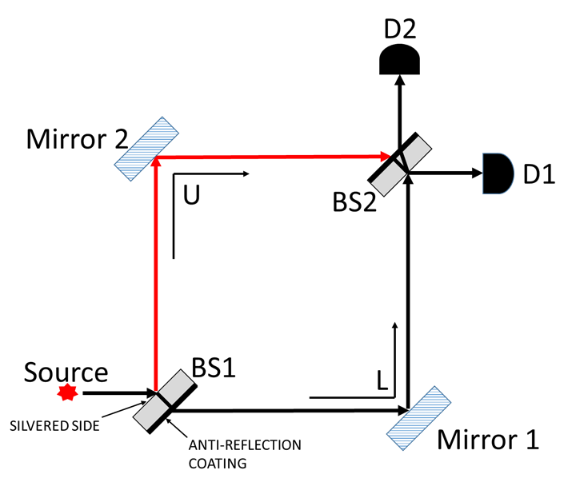 D2
Mirror 2
U
BS2
D1
Source
BS1
L
SILVERED SIDE
ANTI-REFLECTION
COATING
Mirror 1